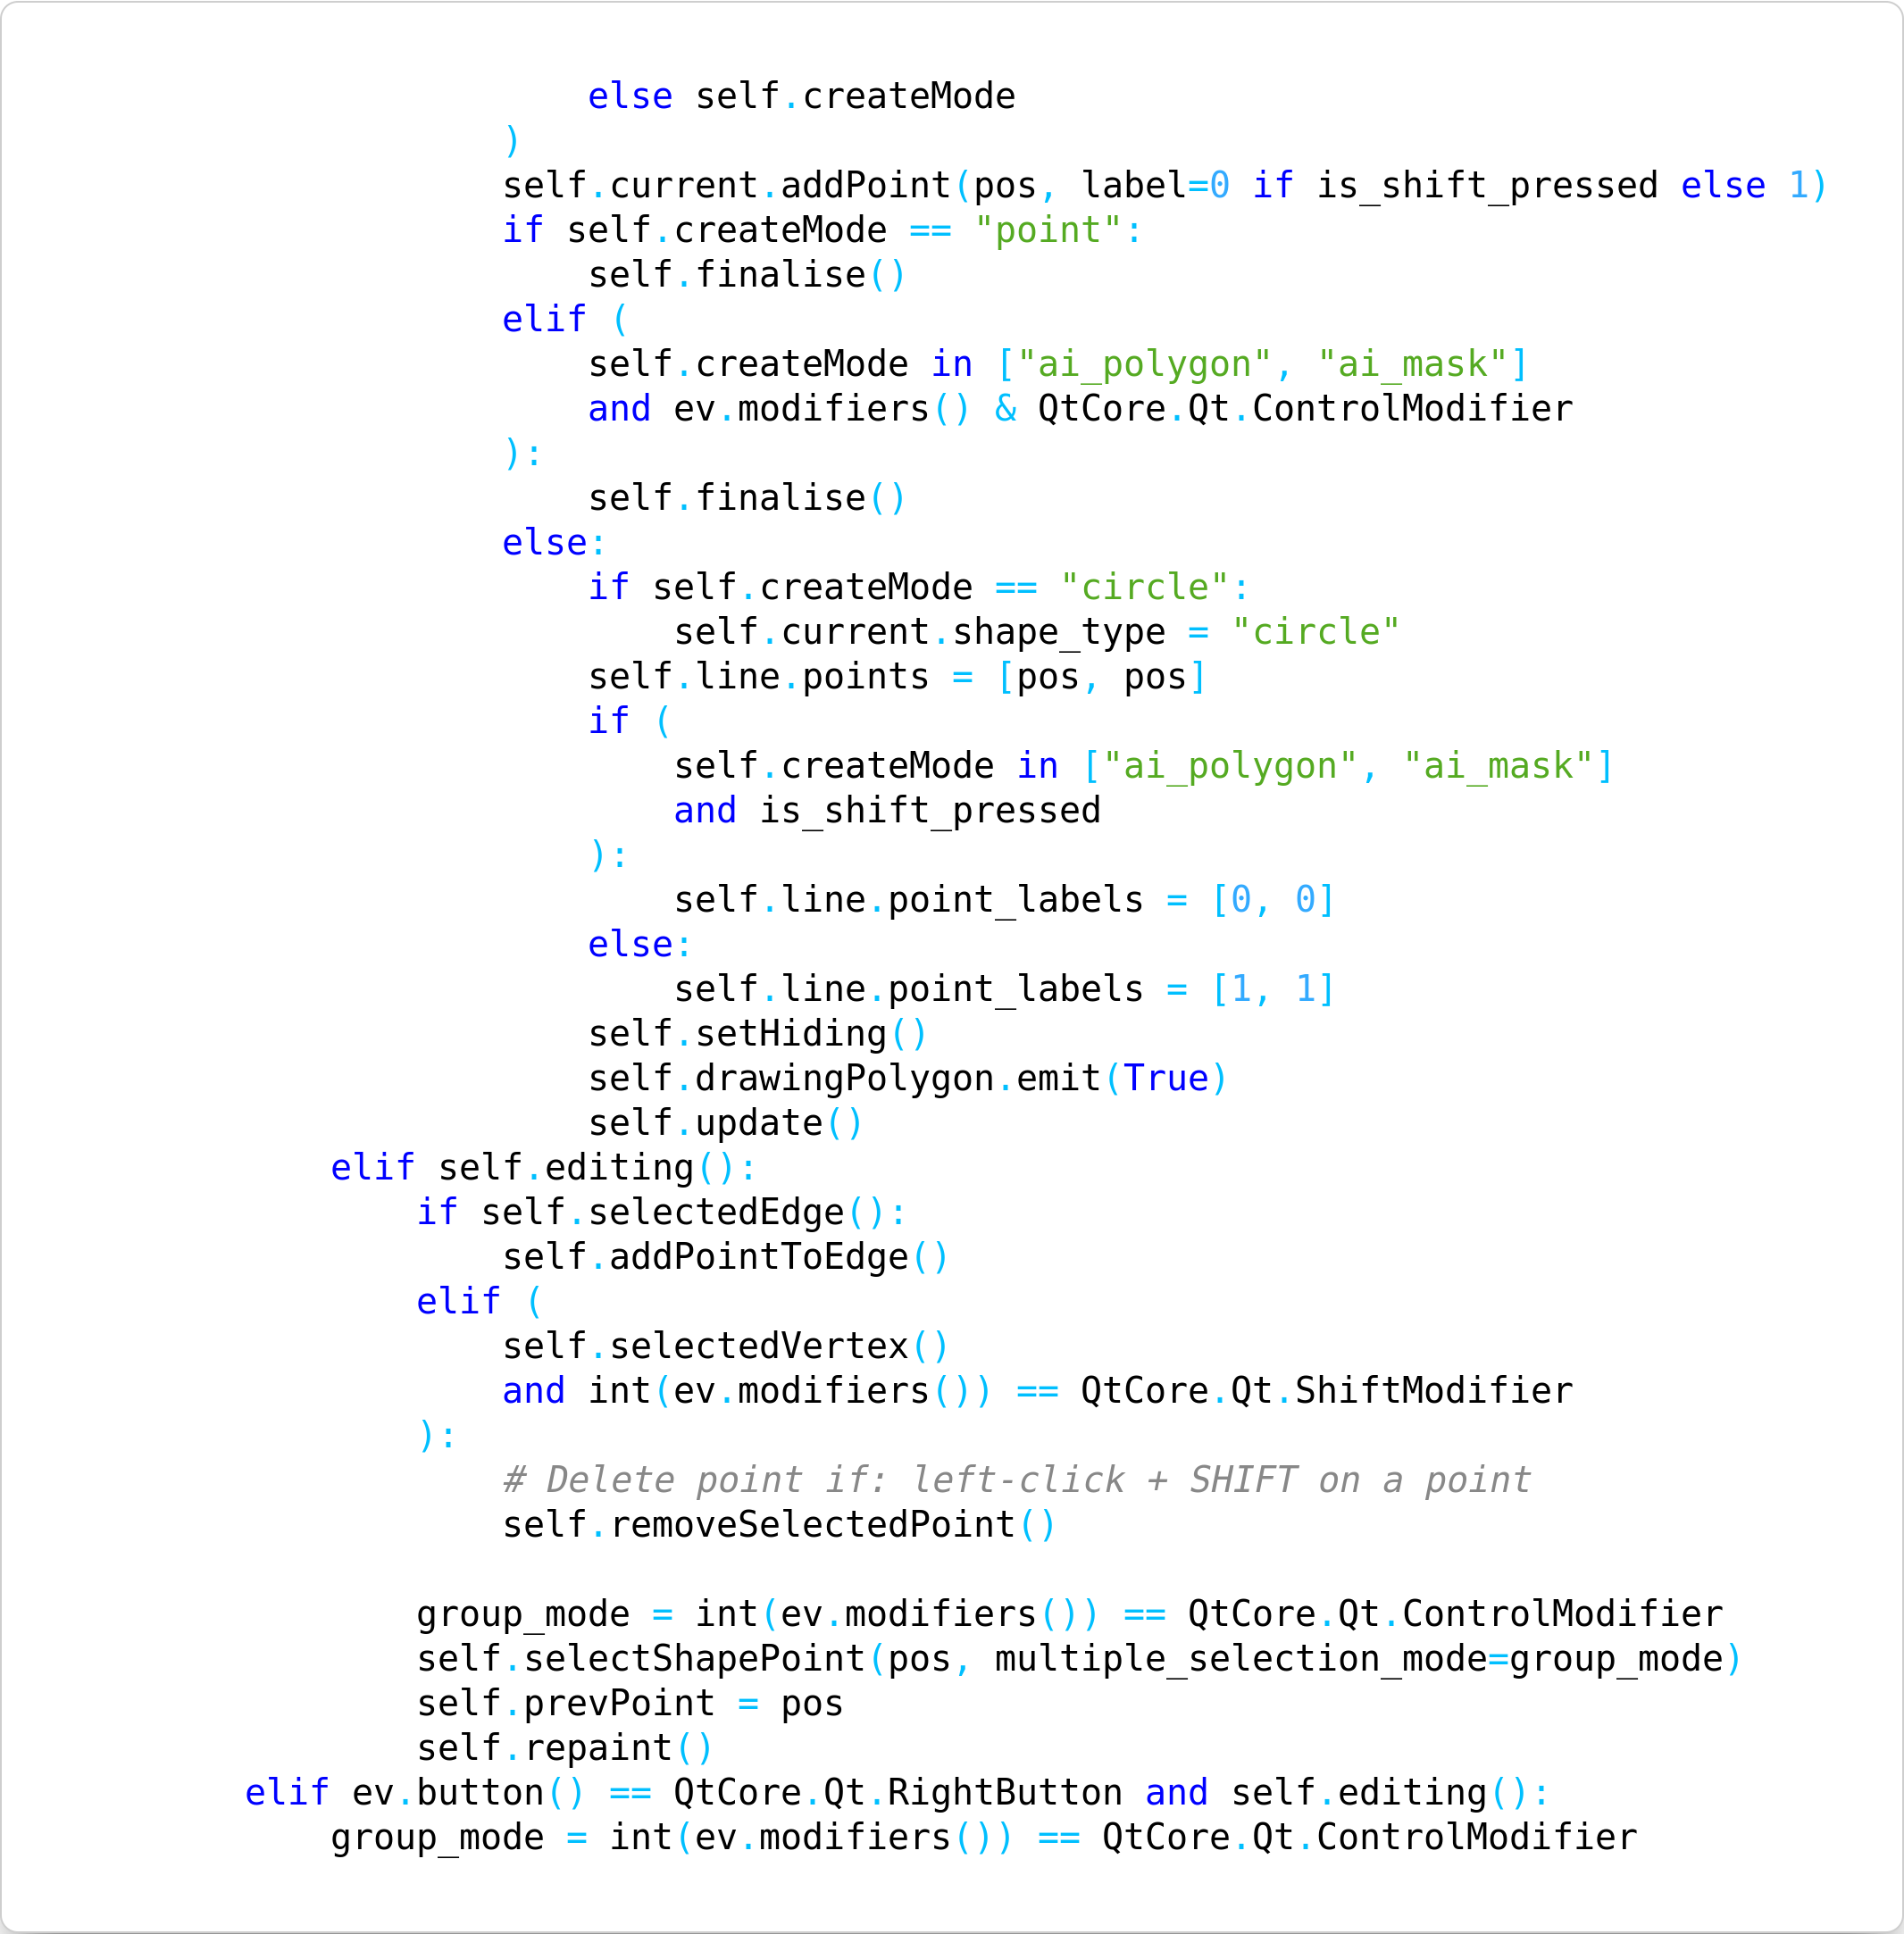 else self.createMode
            )
            self.current.addPoint(pos, label=0 if is_shift_pressed else 1)
            if self.createMode == "point":
                self.finalise()
            elif (
                self.createMode in ["ai_polygon", "ai_mask"]
                and ev.modifiers() & QtCore.Qt.ControlModifier
            ):
                self.finalise()
            else:
                if self.createMode == "circle":
                    self.current.shape_type = "circle"
                self.line.points = [pos, pos]
                if (
                    self.createMode in ["ai_polygon", "ai_mask"]
                    and is_shift_pressed
                ):
                    self.line.point_labels = [0, 0]
                else:
                    self.line.point_labels = [1, 1]
                self.setHiding()
                self.drawingPolygon.emit(True)
                self.update()
    elif self.editing():
        if self.selectedEdge():
            self.addPointToEdge()
        elif (
            self.selectedVertex()
            and int(ev.modifiers()) == QtCore.Qt.ShiftModifier
        ):
            # Delete point if: left-click + SHIFT on a point
            self.removeSelectedPoint()

        group_mode = int(ev.modifiers()) == QtCore.Qt.ControlModifier
        self.selectShapePoint(pos, multiple_selection_mode=group_mode)
        self.prevPoint = pos
        self.repaint()
elif ev.button() == QtCore.Qt.RightButton and self.editing():
    group_mode = int(ev.modifiers()) == QtCore.Qt.ControlModifier